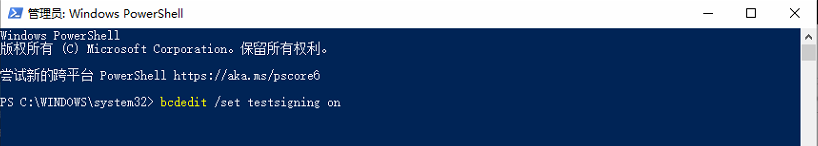 管理员: Windows PowerShell
Windows PowerShell
版权所有 (C) Microsoft Corporation。保留所有权利。
尝试新的跨平台 PowerShell https://aka.ms/pscore6
PS C:\WINDOWS\system32> bcdedit /set testsigning on